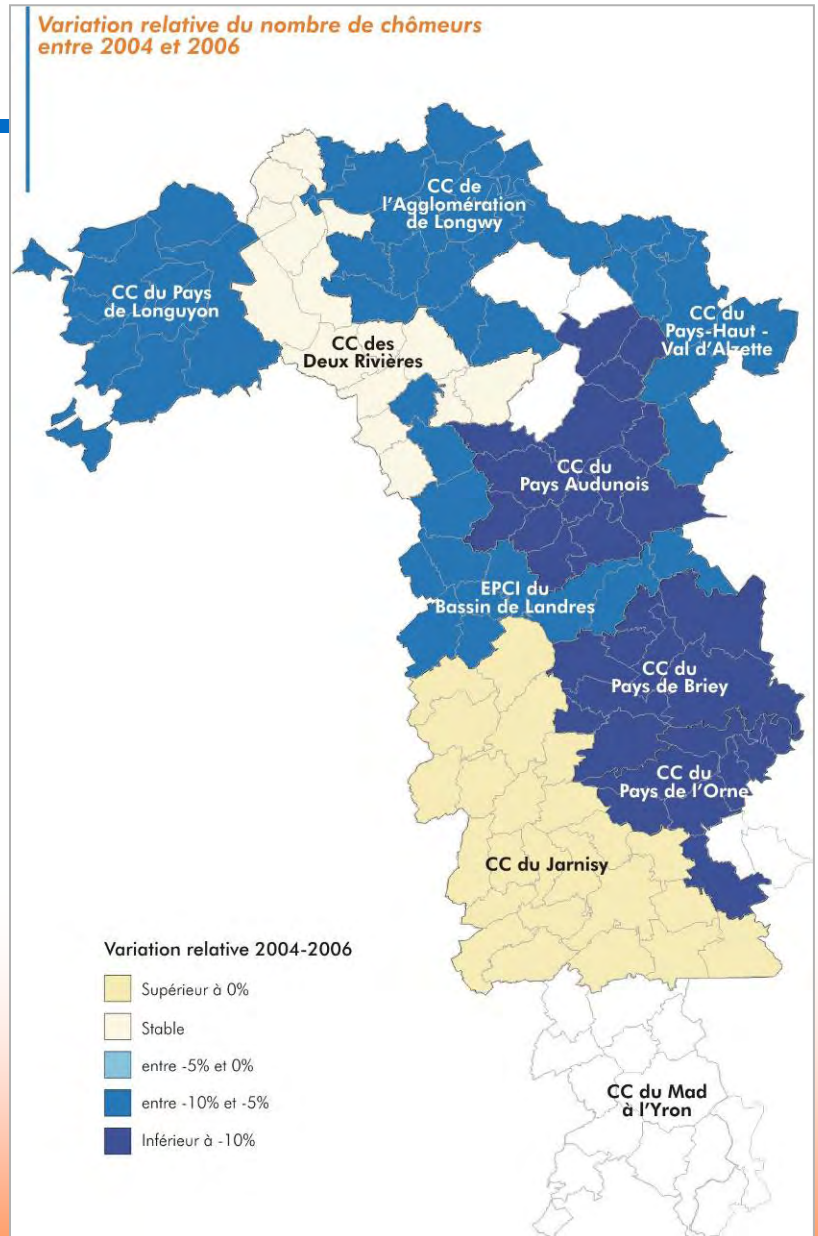 Variation relative du nombre de chômeurs
entre 2004 et 2006
CC de
l'Agglomération
de Longwy
CC du Pays
de Longuyon
CC du
Pays-Haut -
Val d'Alzette
CC des
Deux Rivières
CC du
Pays Audunois
EPCI du
Bassin de Landres
CC du
Pays de Briey
CC du
Pays de l'Orne
CC du Jarnisy
Variation relative 2004-2006
Supérieur à 0%
Stable
entre -5% et 0%
entre -10% et -5%
Inférieur à -10%
CC du Mad
à l'Yron